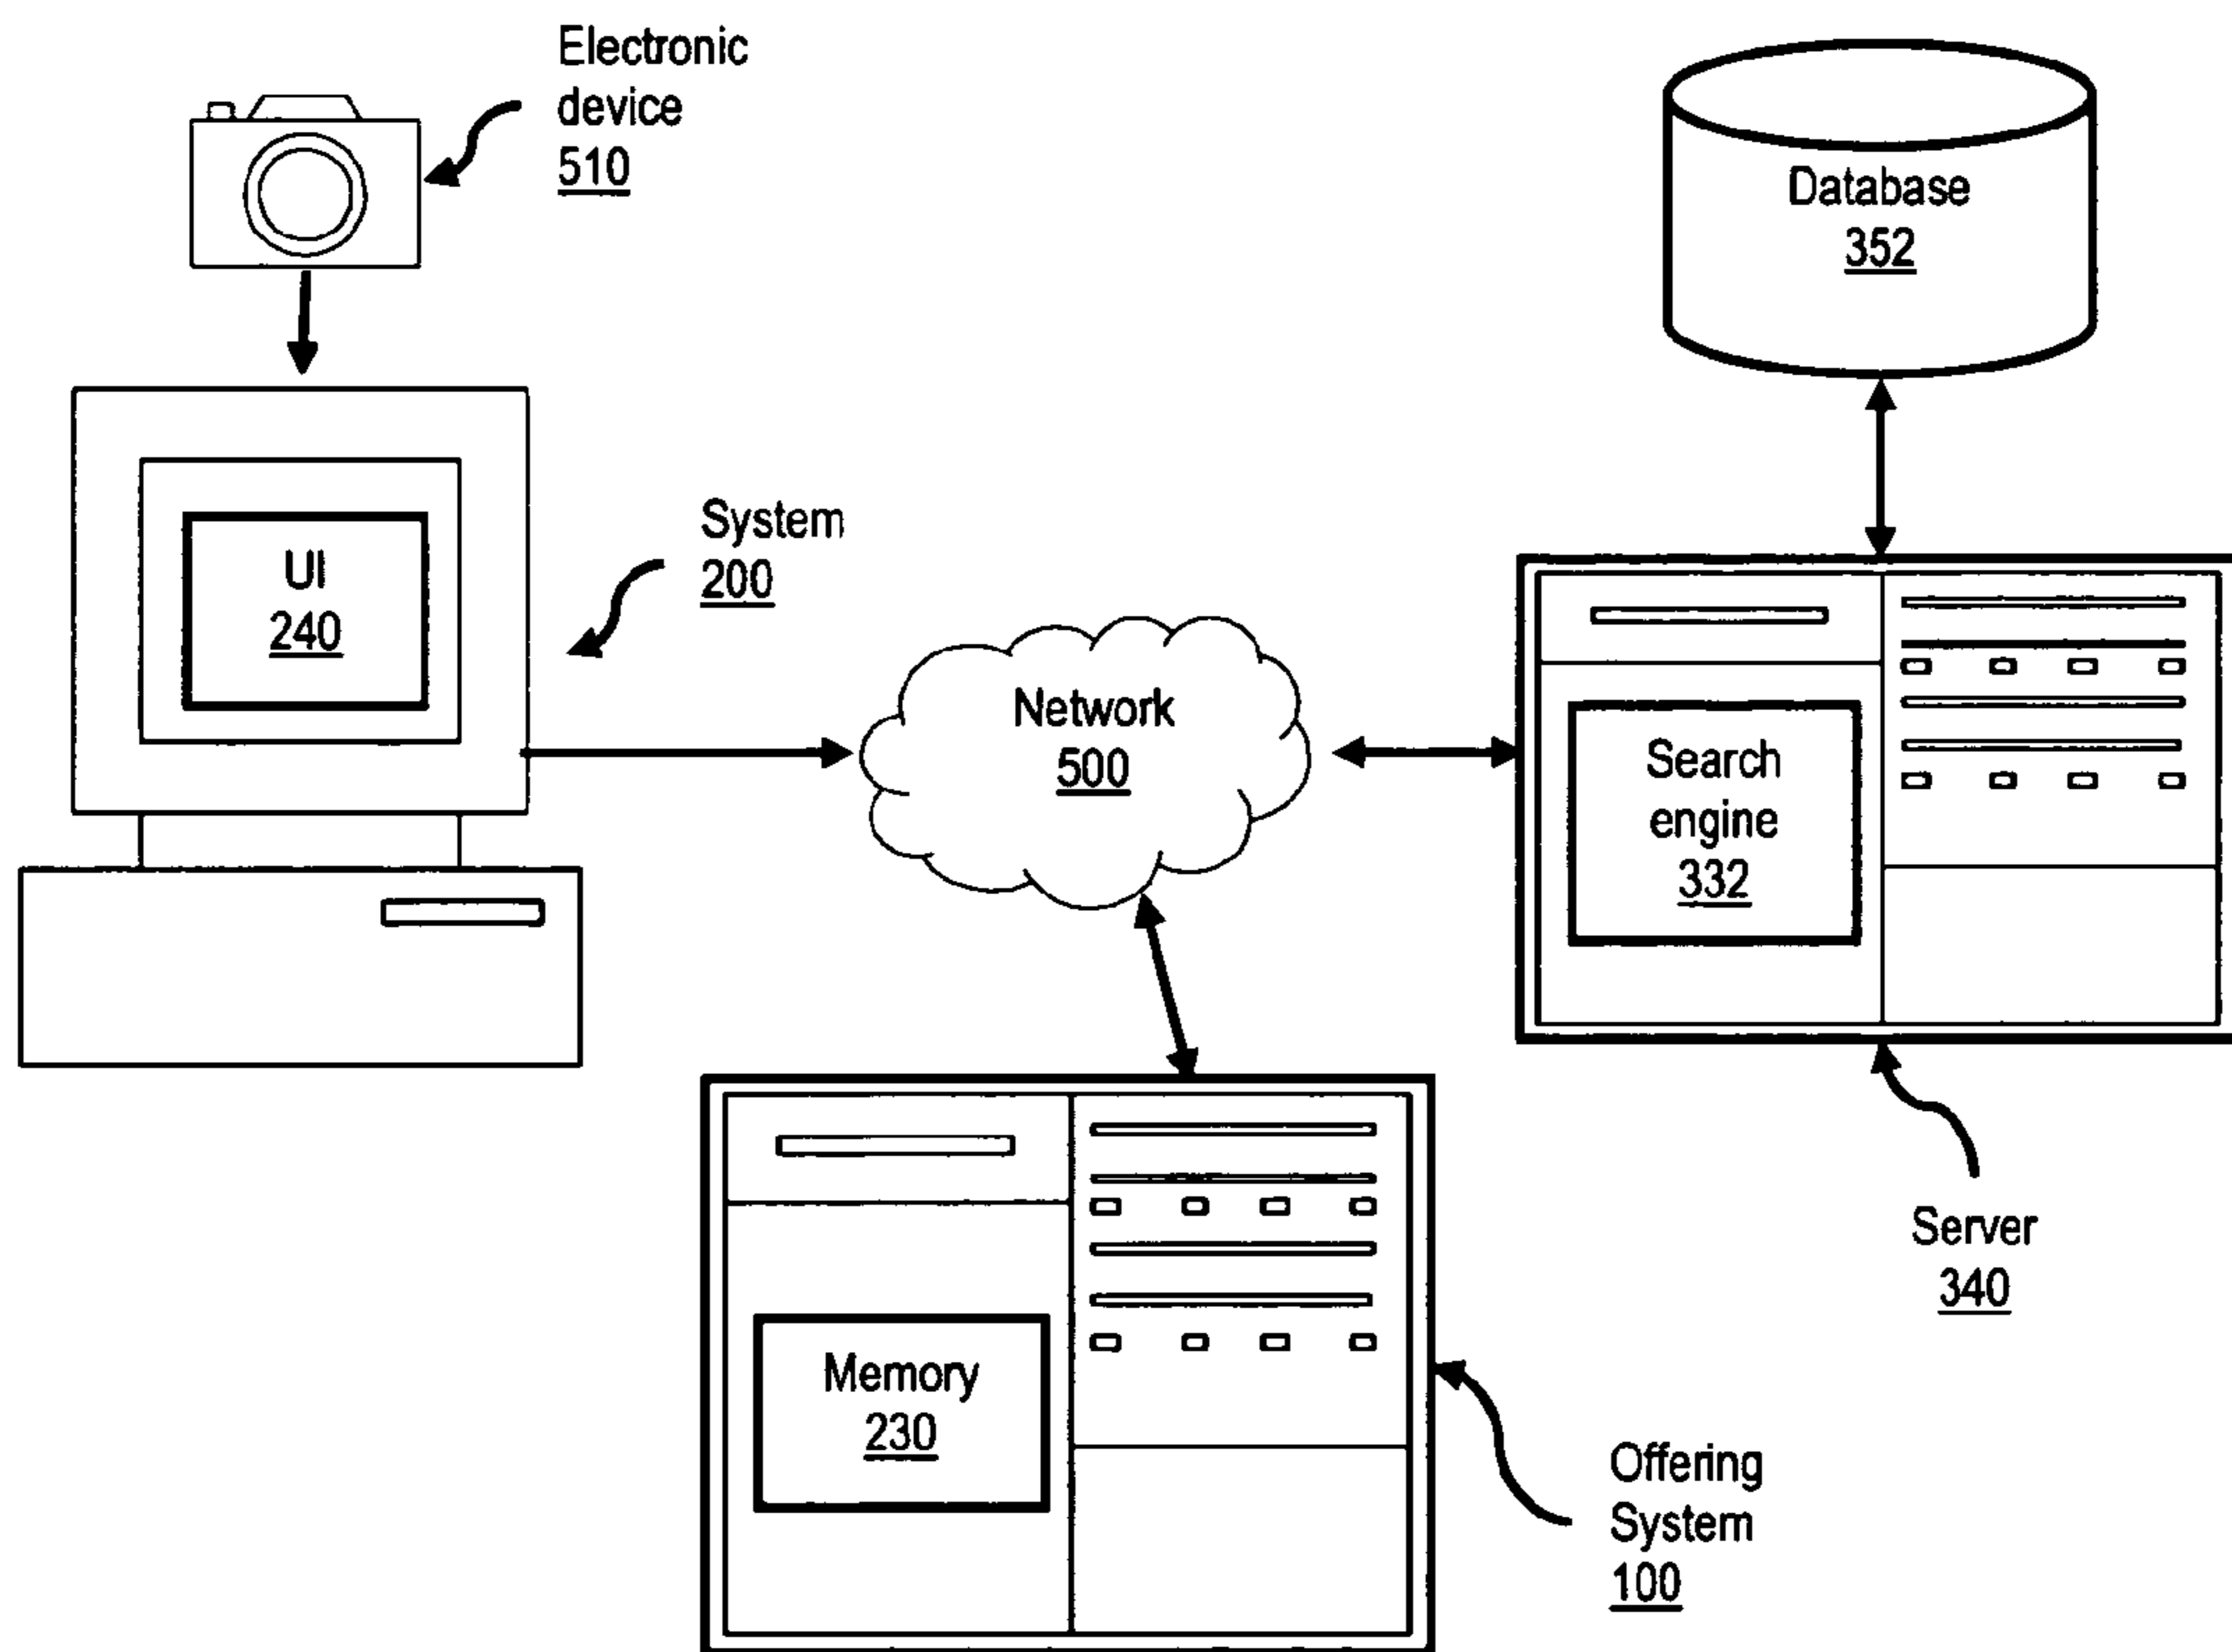 Electronic
device
510
Database
352
UI
240
System
200
Network
500
Search
engine
332
Memory
230
Server
340
Offering
System
100